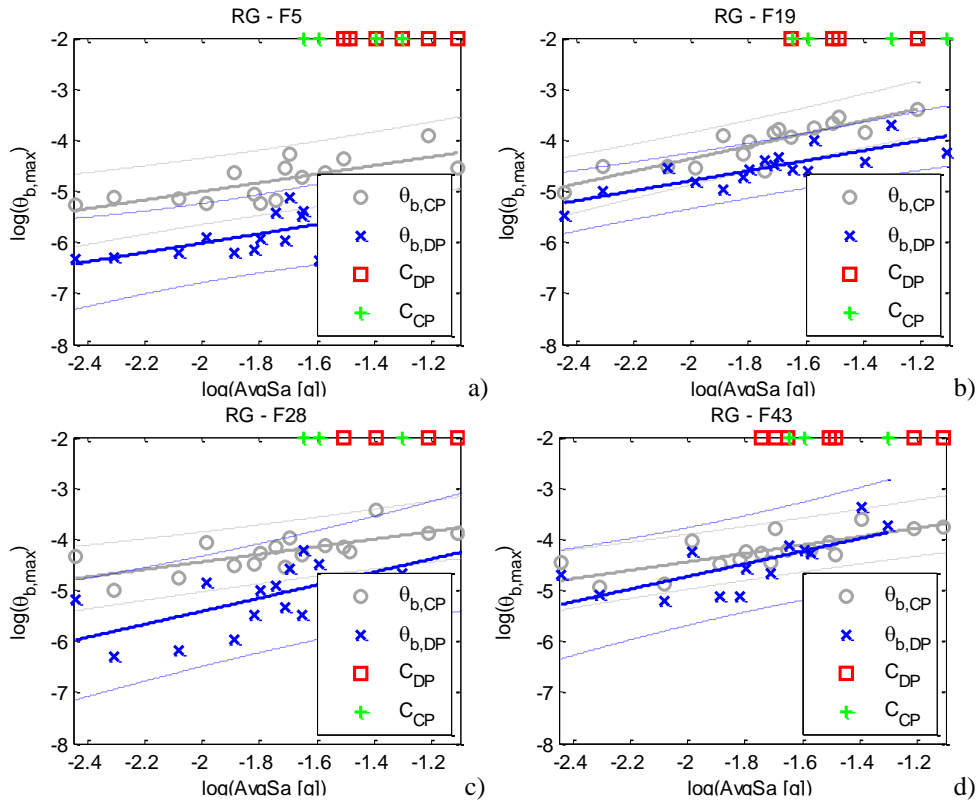 RG - F5
-2
-3
-4
-5
-6
-7
-8
log(θb,max)
θb,CP
θb,DP
CDP
CCP
-2.4 -2.2 -2 -1.8 -1.6 -1.4 -1.2
log(AvgSa [g])
a)
RG - F19
-2
-3
-4
-5
-6
-7
-8
log(θb,max)
θb,CP
θb,DP
CDP
CCP
-2.4 -2.2 -2 -1.8 -1.6 -1.4 -1.2
log(AvgSa [g])
b)
RG - F28
-2
-3
-4
-5
-6
-7
-8
log(θb,max)
θb,CP
θb,DP
CDP
CCP
-2.4 -2.2 -2 -1.8 -1.6 -1.4 -1.2
log(AvgSa [g])
c)
RG - F43
-2
-3
-4
-5
-6
-7
-8
log(θb,max)
θb,CP
θb,DP
CDP
CCP
-2.4 -2.2 -2 -1.8 -1.6 -1.4 -1.2
log(AvgSa [g])
d)